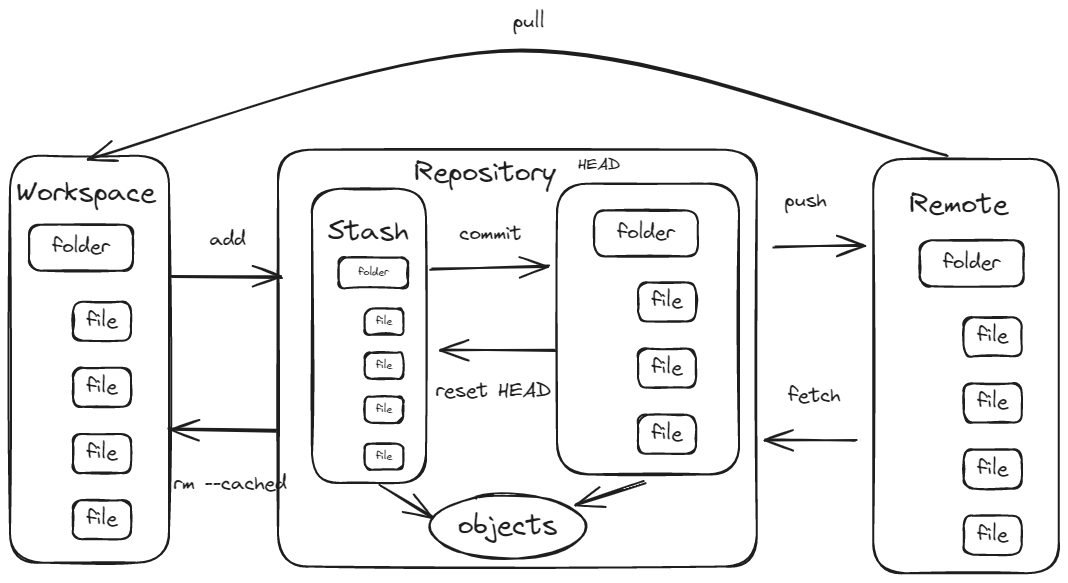 pull
Workspace
folder
file
file
file
file
add
rm --cached
Repository
HEAD
Stash
folder
file
file
file
file
commit
reset HEAD
folder
file
file
file
objects
push
fetch
Remote
folder
file
file
file
file